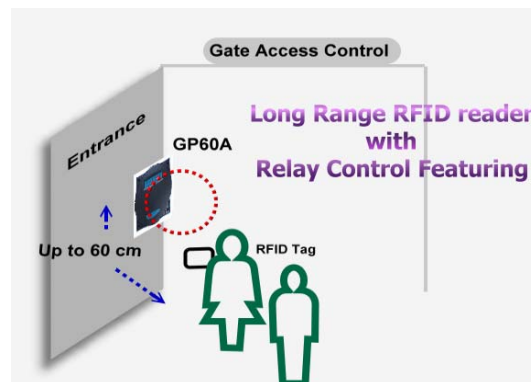 Gate Access Control
Long Range RFID reader
with
Relay Control Featuring
Entrance
GP60A
Up to 60 cm
RFID Tag